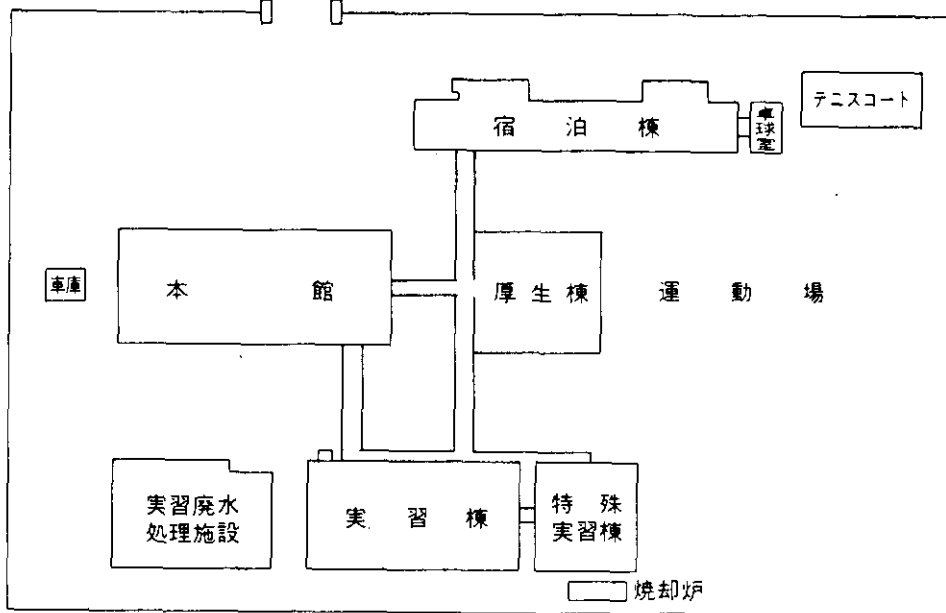 テニスコート
宿泊棟
卓球室
車庫
本館
厚生棟
運動場
実習廃水
処理施設
実習棟
特殊
実習棟
焼却炉